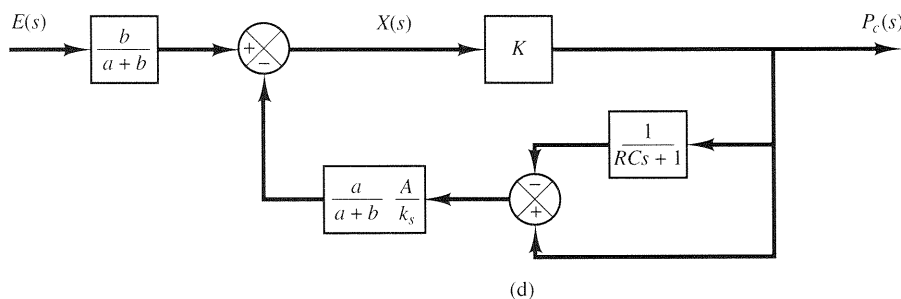 E(s)
b
a + b
+
−
X(s)
K
P_c(s)
1
RCs + 1
−
+
a
a + b
A
k_s
(d)